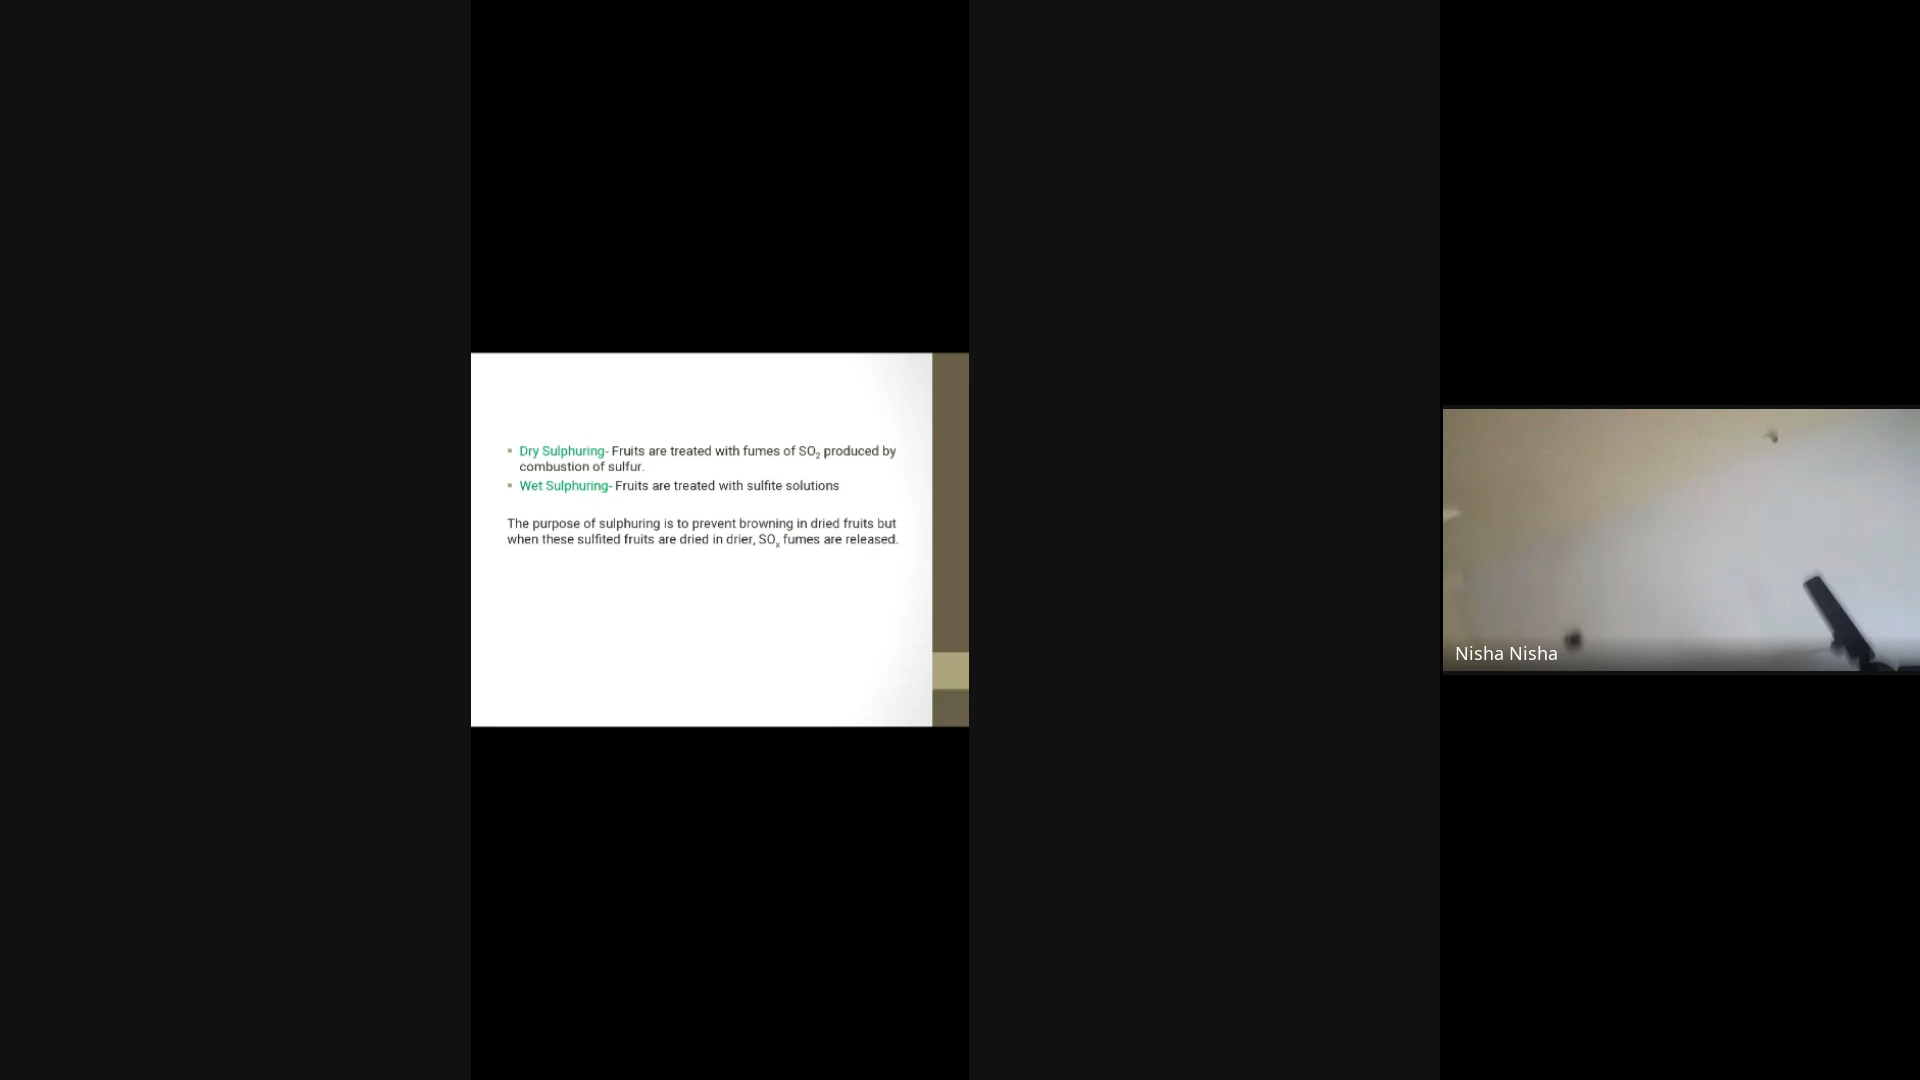 Dry Sulphuring- Fruits are treated with fumes of SO₂ produced by
combustion of sulfur.
Wet Sulphuring- Fruits are treated with sulfite solutions
The purpose of sulphuring is to prevent browning in dried fruits but
when these sulfited fruits are dried in drier, SOₓ fumes are released.
Nisha Nisha